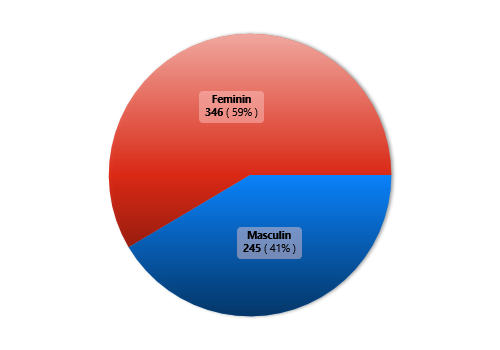 Feminin
346 ( 59% )
Masculin
245 ( 41% )